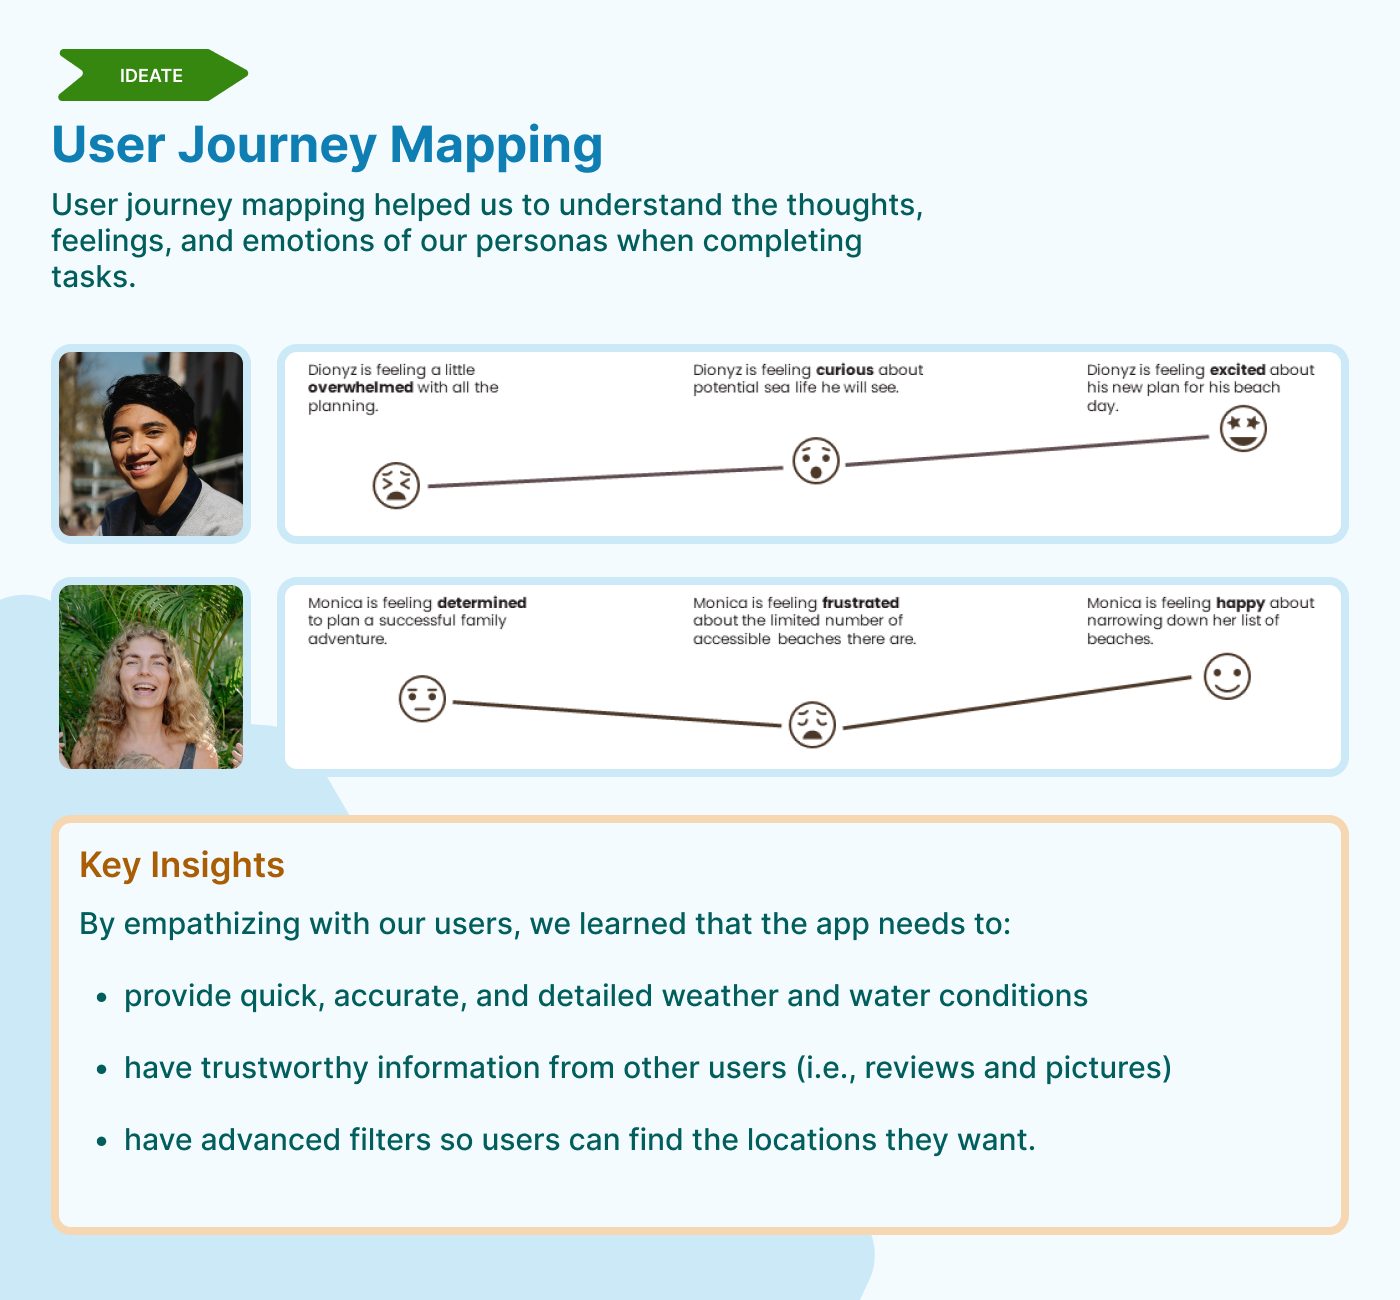 IDEATE
User Journey Mapping
User journey mapping helped us to understand the thoughts,
feelings, and emotions of our personas when completing
tasks.
Dionyz is feeling a little
overwhelmed with all the
planning.
Dionyz is feeling curious about
potential sea life he will see.
Dionyz is feeling excited about
his new plan for his beach
day.
Monica is feeling determined
to plan a successful family
adventure.
Monica is feeling frustrated
about the limited number of
accessible beaches there are.
Monica is feeling happy about
narrowing down her list of
beaches.
Key Insights
By empathizing with our users, we learned that the app needs to:
• provide quick, accurate, and detailed weather and water conditions
• have trustworthy information from other users (i.e., reviews and pictures)
• have advanced filters so users can find the locations they want.